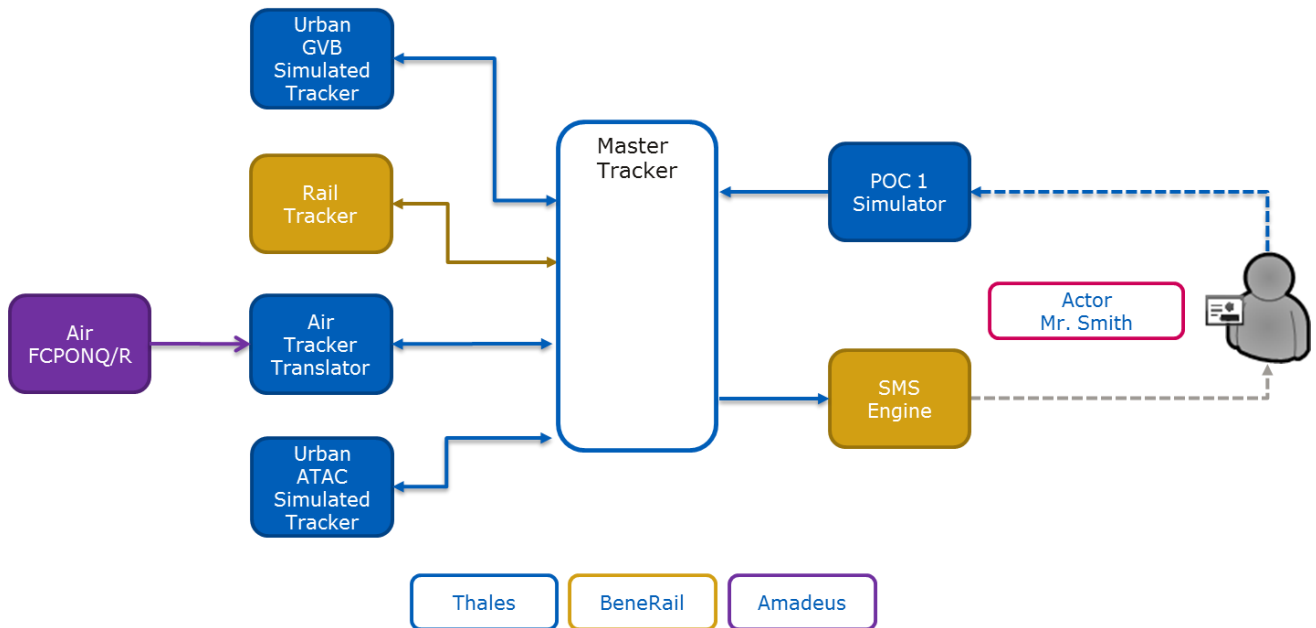 Urban
GVB
Simulated
Tracker
Rail
Tracker
Air
FCPONQ/R
Air
Tracker
Translator
Urban
ATAC
Simulated
Tracker
Master
Tracker
POC 1
Simulator
Actor
Mr. Smith
SMS
Engine
Thales
BeneRail
Amadeus